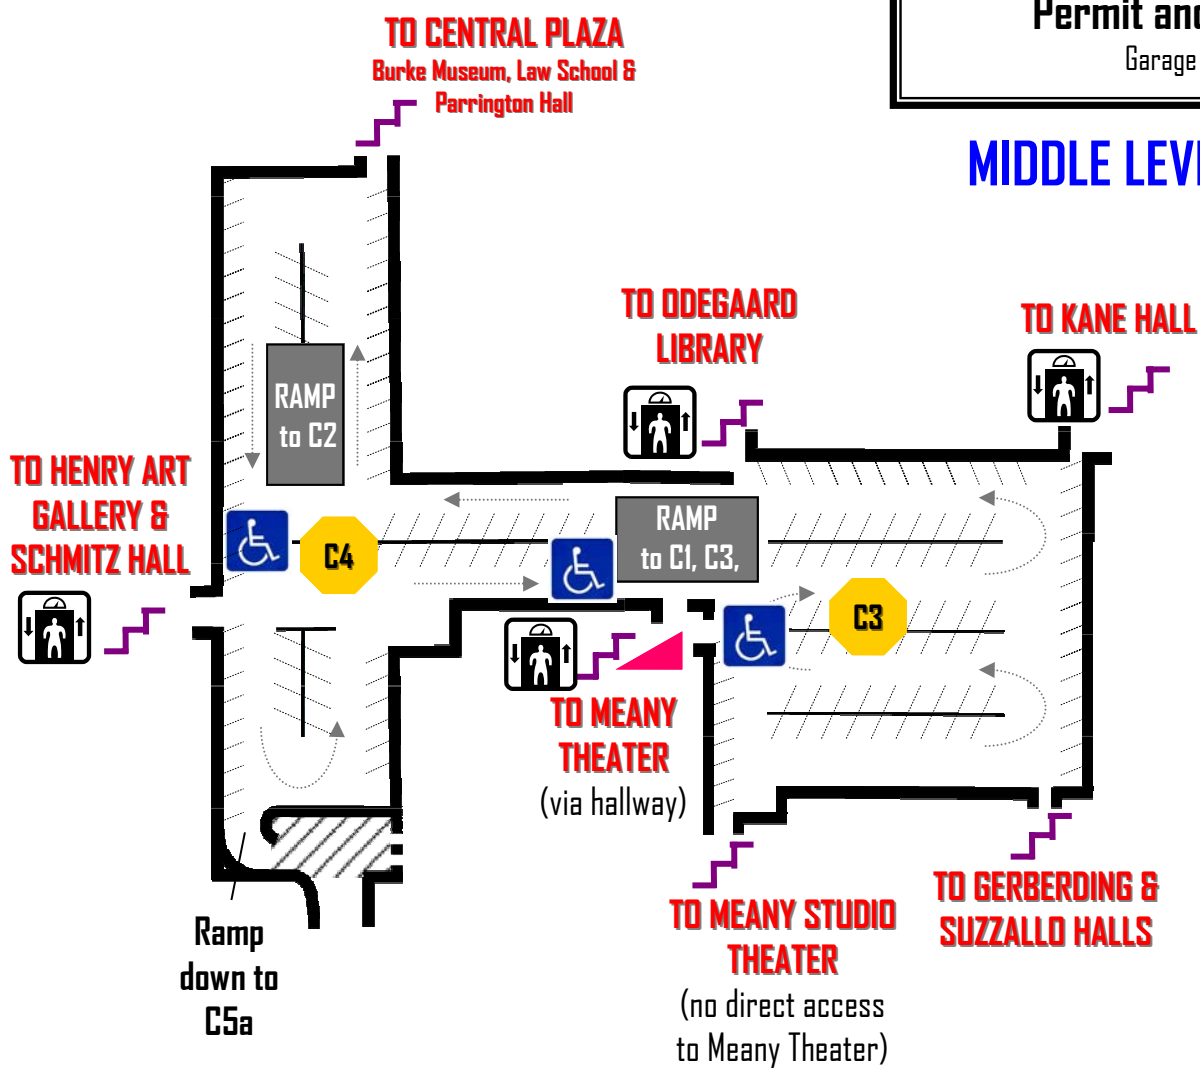 Permit and
Garage
MIDDLE LEV
TO CENTRAL PLAZA
Burke Museum, Law School &
Parrington Hall
TO ODEGAARD
LIBRARY
TO KANE HALL
RAMP
to C2
TO HENRY ART
GALLERY &
SCHMITZ HALL
C4
RAMP
to C1, C3,
C3
TO MEANY
THEATER
(via hallway)
TO MEANY STUDIO
THEATER
(no direct access
to Meany Theater)
TO GERBERDING &
SUZZALLO HALLS
Ramp
down to
C5a